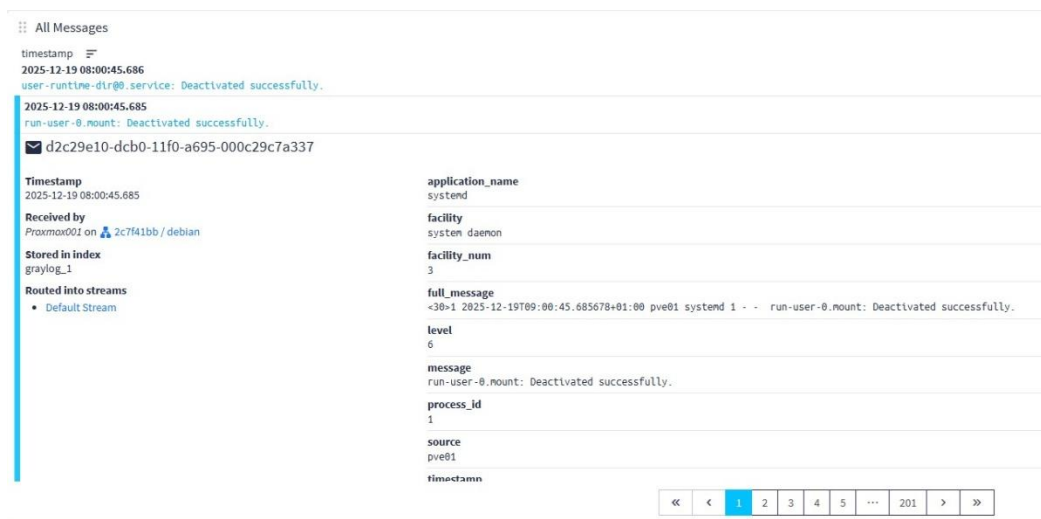 All Messages
timestamp
2025-12-19 08:00:45.686
user-runtime-dir@0.service: Deactivated successfully.
2025-12-19 08:00:45.685
run-user-0.mount: Deactivated successfully.
d2c29e10-dcb0-11f0-a695-000c29c7a337
Timestamp
2025-12-19 08:00:45.685
Received by
Proxmox001 on 2c7f41bb / debian
Stored in index
graylog_1
Routed into streams
• Default Stream
application_name
systemd
facility
system daemon
facility_num
3
full_message
<30>1 2025-12-19T09:00:45.685678+01:00 pve01 systemd 1 - - run-user-0.mount: Deactivated successfully.
level
6
message
run-user-0.mount: Deactivated successfully.
process_id
1
source
pve01
timestamp
« ‹ 1 2 3 4 5 ··· 201 › »